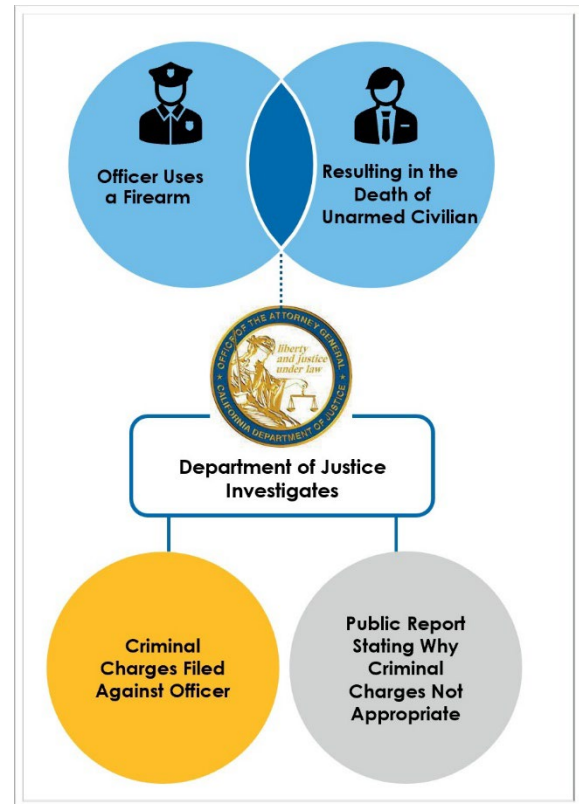 Officer Uses
a Firearm
Resulting in the
Death of
Unarmed Civilian
OFFICE OF THE ATTORNEY GENERAL
liberty
and justice
under law
CALIFORNIA DEPARTMENT OF JUSTICE
Department of Justice
Investigates
Criminal
Charges Filed
Against Officer
Public Report
Stating Why
Criminal
Charges Not
Appropriate